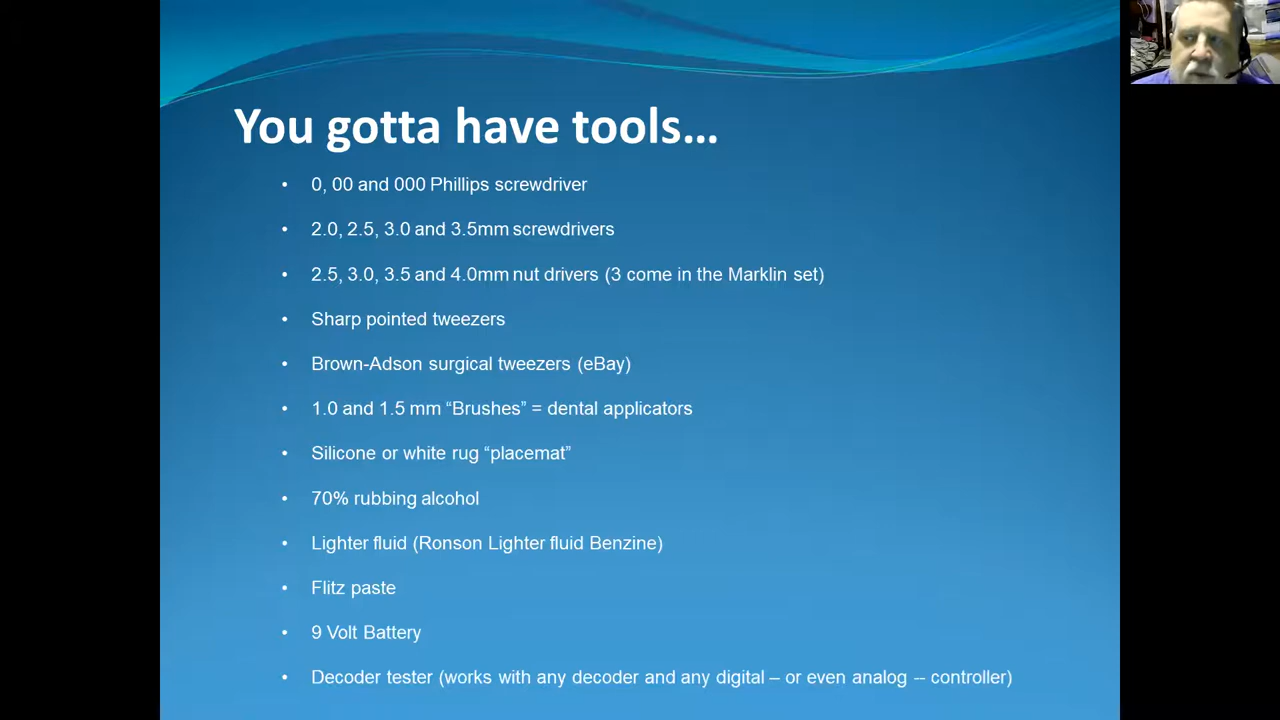 You gotta have tools…
• 0, 00 and 000 Phillips screwdriver
• 2.0, 2.5, 3.0 and 3.5mm screwdrivers
• 2.5, 3.0, 3.5 and 4.0mm nut drivers (3 come in the Marklin set)
• Sharp pointed tweezers
• Brown-Adson surgical tweezers (eBay)
• 1.0 and 1.5 mm “Brushes” = dental applicators
• Silicone or white rug “placemat”
• 70% rubbing alcohol
• Lighter fluid (Ronson Lighter fluid Benzine)
• Flitz paste
• 9 Volt Battery
• Decoder tester (works with any decoder and any digital – or even analog -- controller)